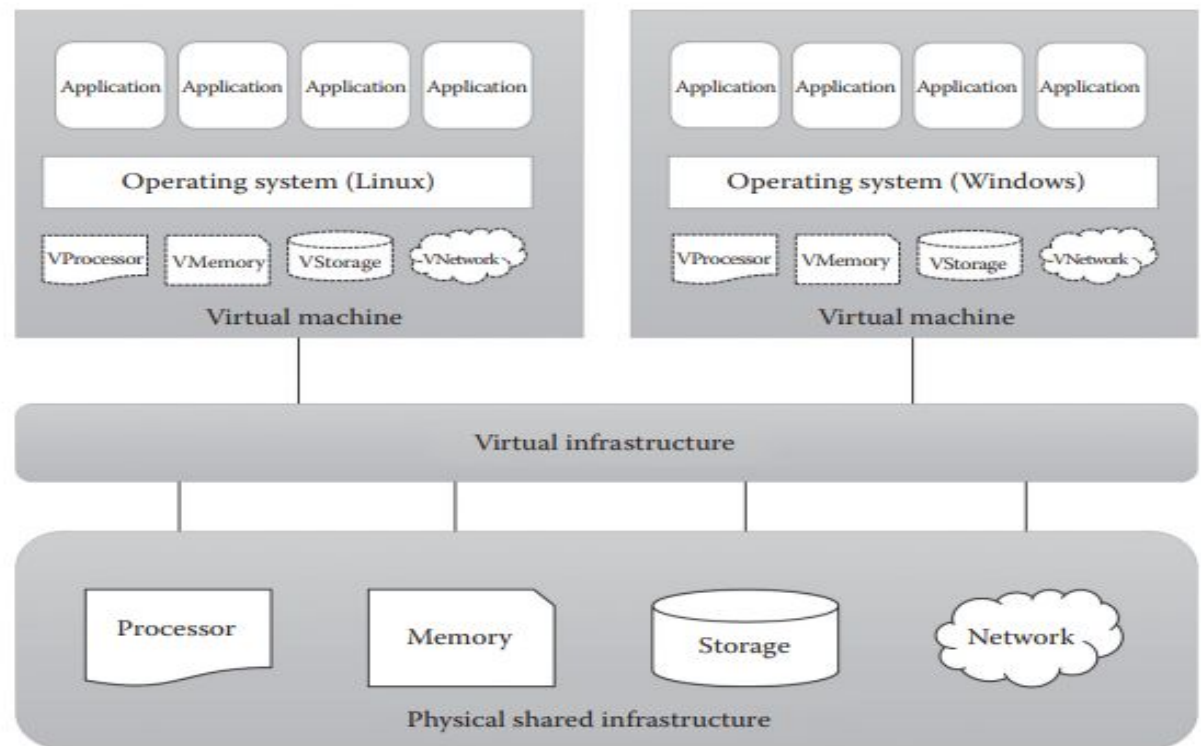 Application Application Application Application
Operating system (Linux)
VProcessor VMemory VStorage VNetwork
Virtual machine
Application Application Application Application
Operating system (Windows)
VProcessor VMemory VStorage VNetwork
Virtual machine
Virtual infrastructure
Processor Memory Storage Network
Physical shared infrastructure